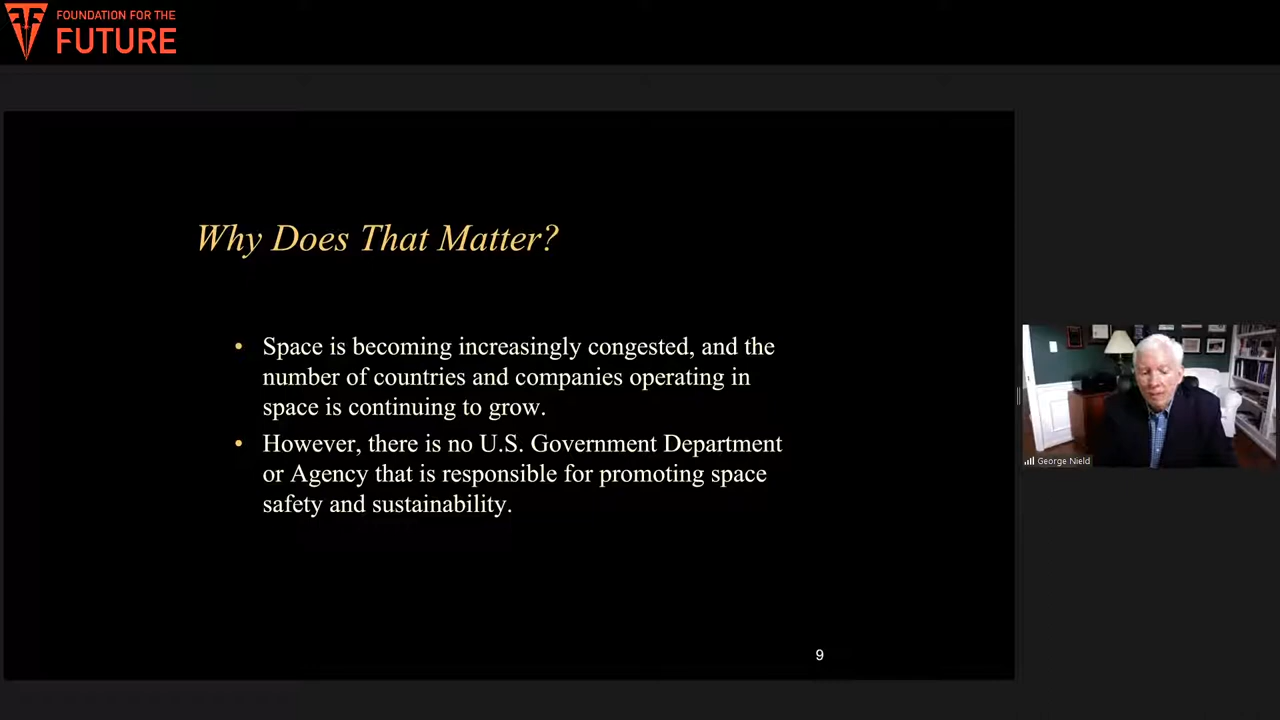 FOUNDATION FOR THE
FUTURE
Why Does That Matter?
• Space is becoming increasingly congested, and the
number of countries and companies operating in
space is continuing to grow.
• However, there is no U.S. Government Department
or Agency that is responsible for promoting space
safety and sustainability.
9
George Nield